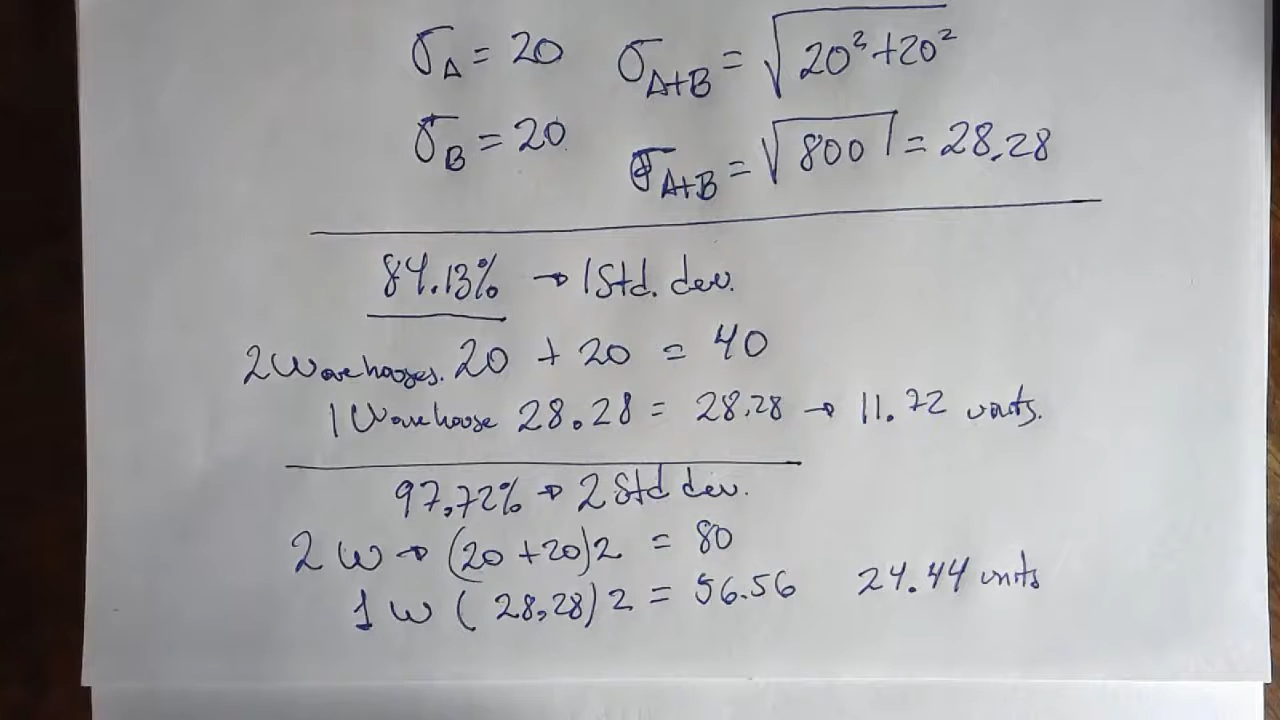 σA = 20 σA+B = √20² + 20²
σB = 20. σA+B = √800 = 28.28
84.13% → 1 Std. dev.
2 Warehouses. 20 + 20 = 40
1 Warehouse 28.28 = 28.28 → 11.72 units.
97,72% → 2 Std dev.
2 W → (20 + 20)2 = 80
1 W (28,28)2 = 56.56 24.44 units